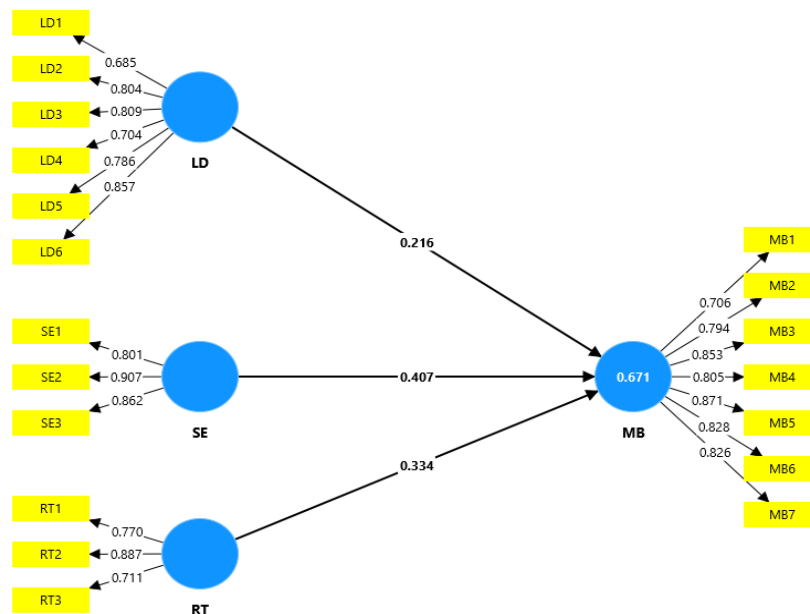 LD1
LD2
LD3
LD4
LD5
LD6
0.685
0.804
0.809
0.704
0.786
0.857
LD
0.216
SE1
SE2
SE3
0.801
0.907
0.862
SE
0.407
RT1
RT2
RT3
0.770
0.887
0.711
RT
0.334
0.671
MB
0.706
0.794
0.853
0.805
0.871
0.828
0.826
MB1
MB2
MB3
MB4
MB5
MB6
MB7